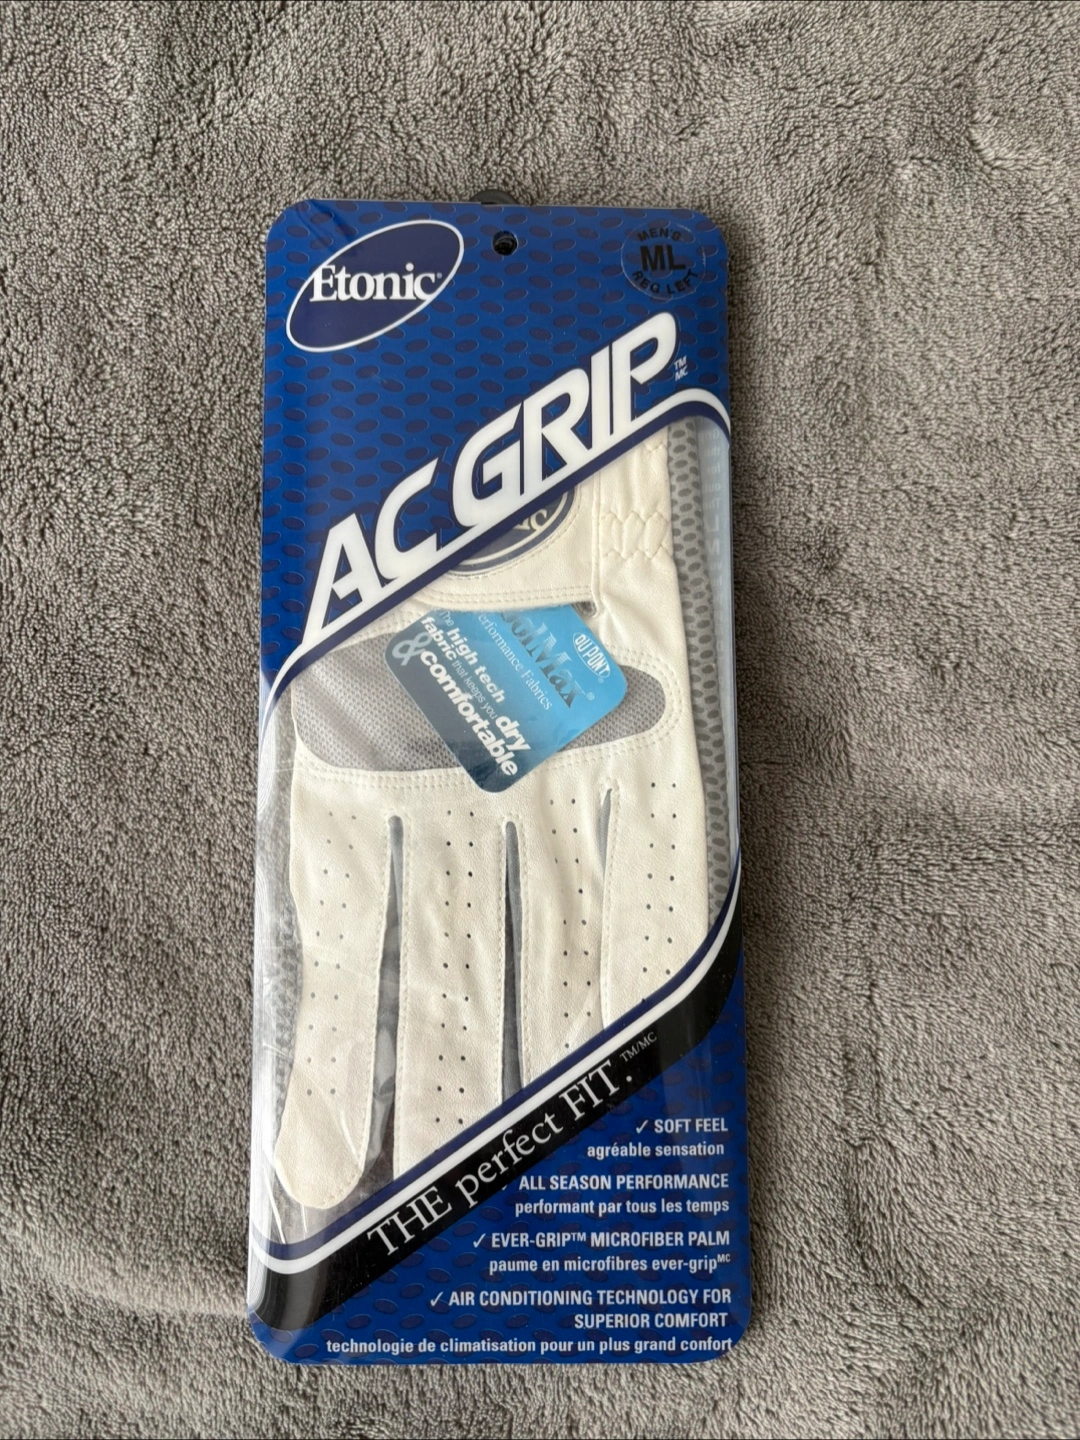 Etonic®
MEN'S
ML
REG LEFT
AC GRIP™
MC
The high tech
fabric that keeps you dry
& comfortable
DU PONT
Performance Fabrics
THE perfect FIT.™/MC
✓ SOFT FEEL
agréable sensation
ALL SEASON PERFORMANCE
performant par tous les temps
✓ EVER-GRIP™ MICROFIBER PALM
paume en microfibres ever-grip MC
✓ AIR CONDITIONING TECHNOLOGY FOR
SUPERIOR COMFORT
technologie de climatisation pour un plus grand confort